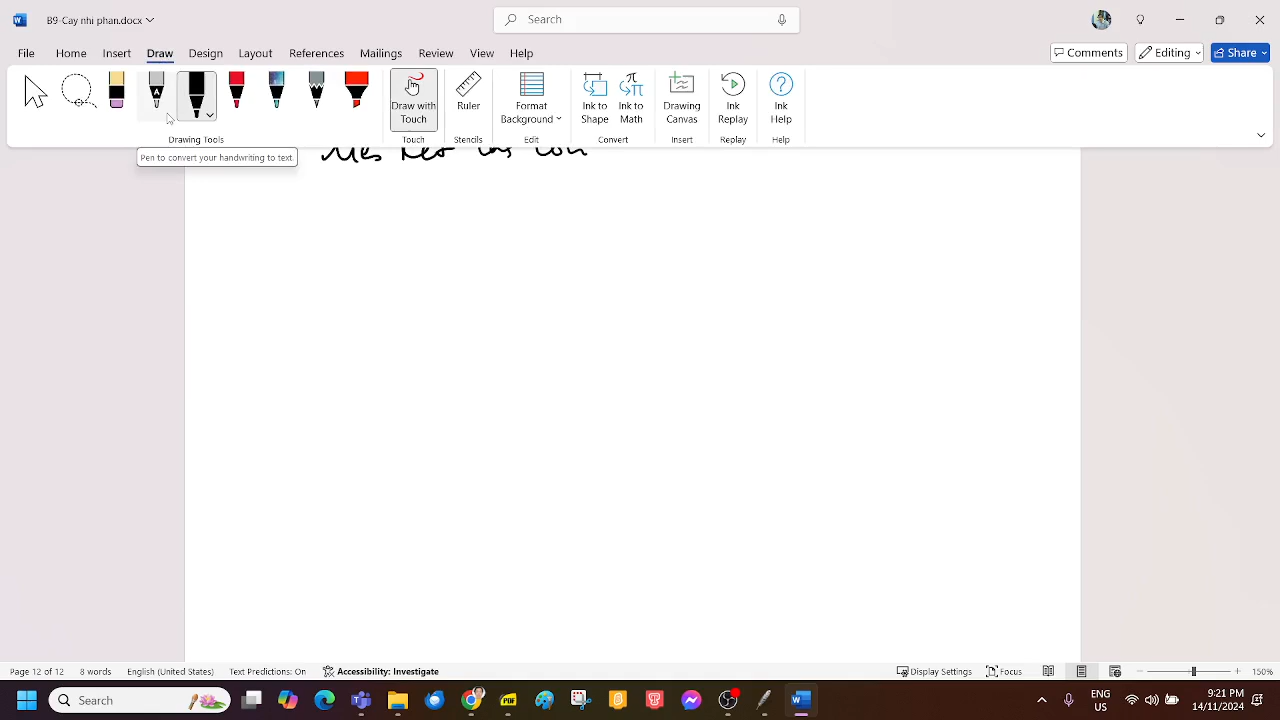 B9-Cay nhi phan.docx
Search
File Home Insert Draw Design Layout References Mailings Review View Help
Comments Editing Share
Draw with Touch
Ruler
Format Background
Ink to Shape
Ink to Math
Drawing Canvas
Ink Replay
Ink Help
Drawing Tools Touch Stencils Edit Convert Insert Replay Help
Pen to convert your handwriting to text.
Page 12 of 12 8 words English (United States) Text Predictions: On Accessibility: Investigate Display Settings Focus 150%
Search
ENG
US
9:21 PM
14/11/2024